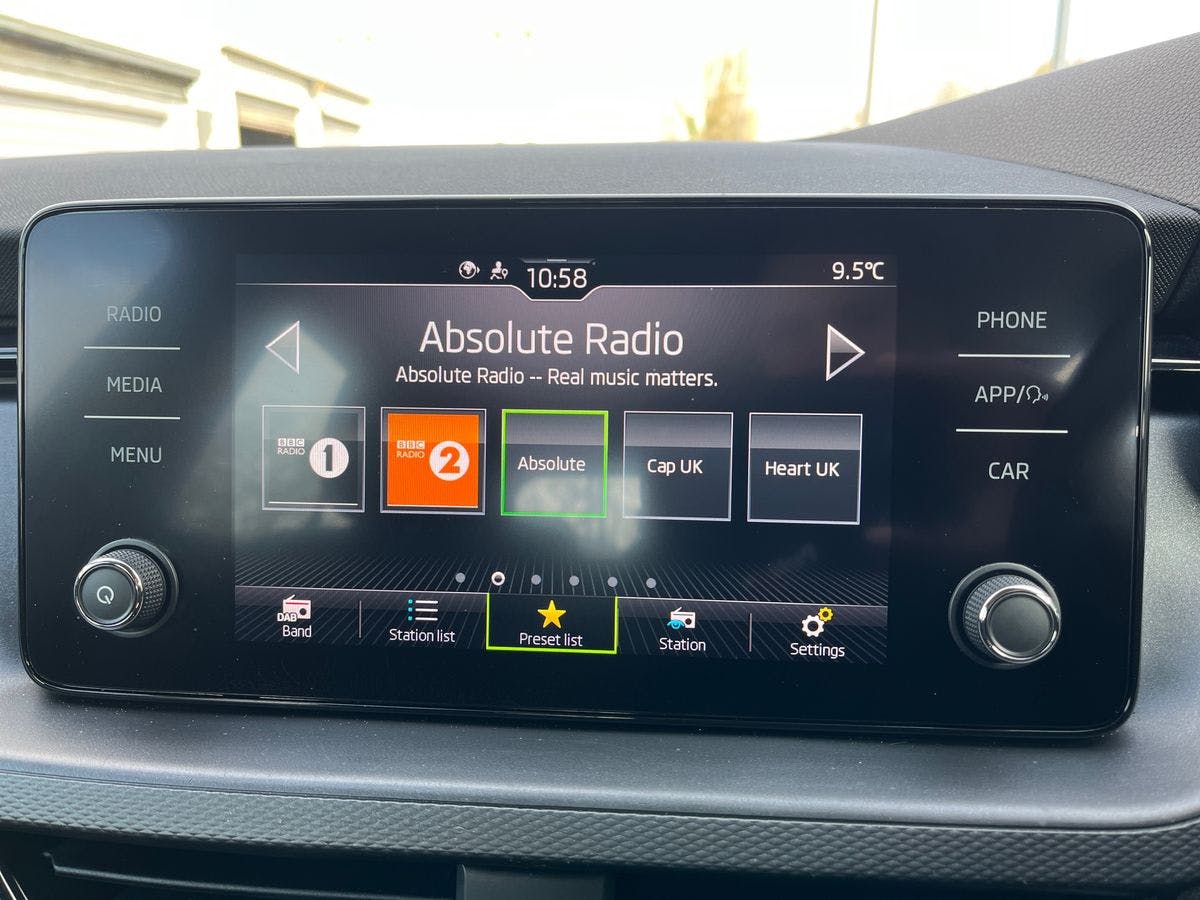 10:58
9.5°C
RADIO
MEDIA
MENU
Absolute Radio
Absolute Radio -- Real music matters.
PHONE
APP/
CAR
BBC
RADIO
1
BBC
RADIO
2
Absolute
Cap UK
Heart UK
DAB
Band
Station list
Preset list
Station
Settings